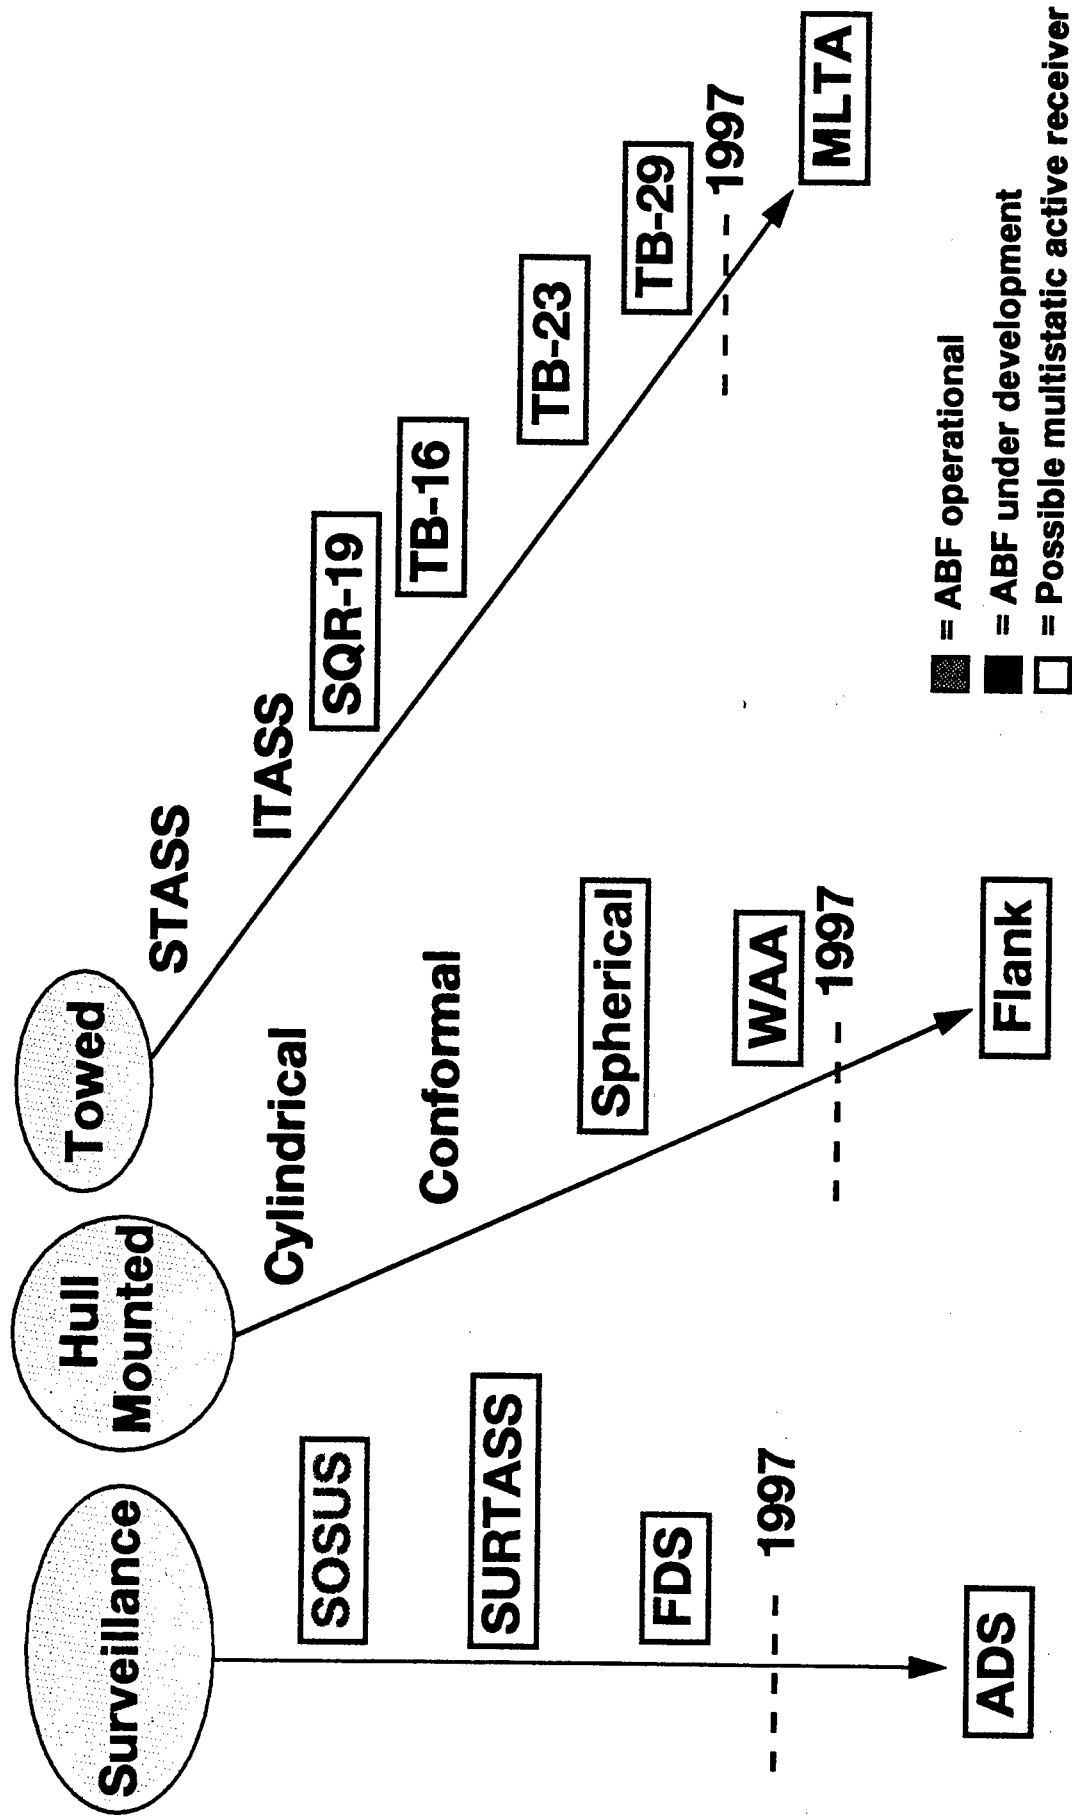 Surveillance
SOSUS
SURTASS
FDS
1997
ADS
Hull
Mounted
Cylindrical
Conformal
Spherical
WAA
1997
Flank
Towed
STASS
ITASS
SQR-19
TB-16
TB-23
TB-29
1997
MLTA
= ABF operational
= ABF under development
= Possible multistatic active receiver